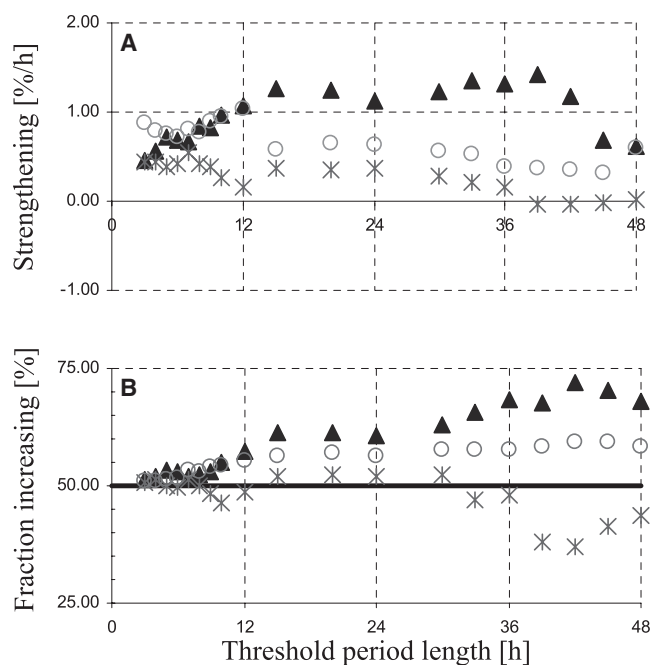 A
Strengthening [%/h]
2.00
1.00
0.00
-1.00
0 12 24 36 48
B
Fraction increasing [%]
75.00
50.00
25.00
0 12 24 36 48
Threshold period length [h]